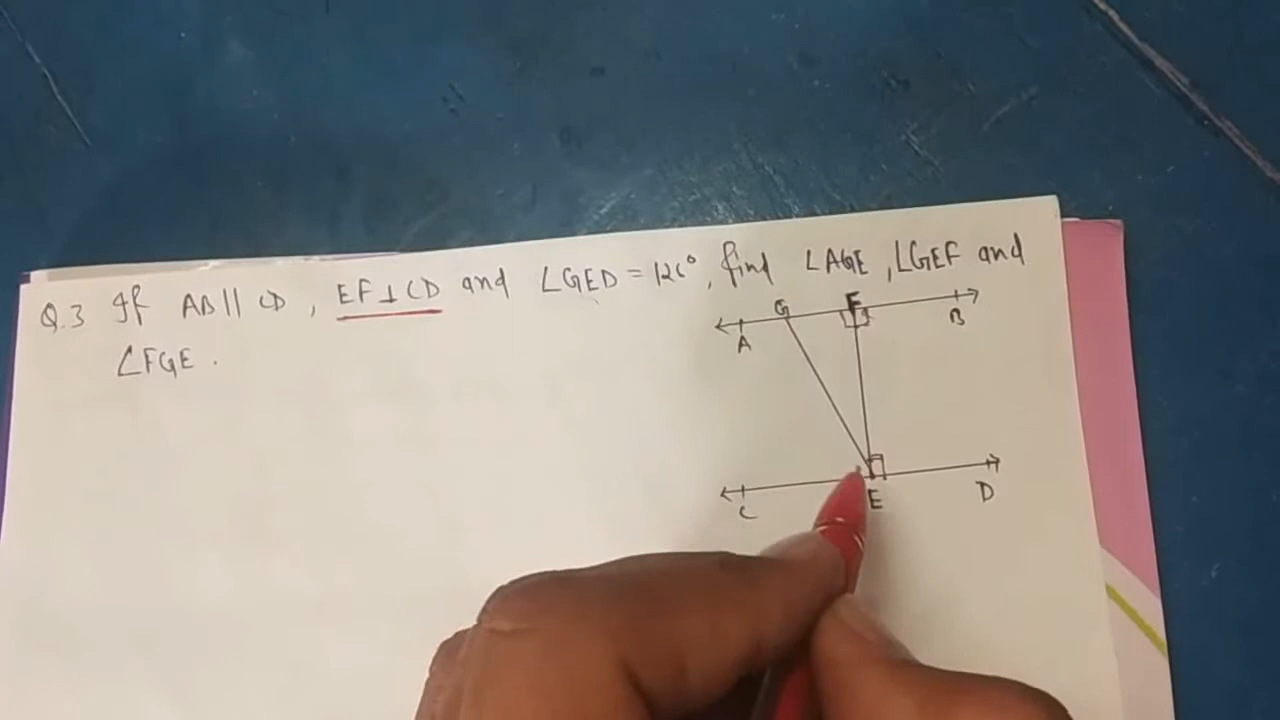 Q.3 If AB || CD, EF ⊥ CD and ∠GED = 126°, find ∠AGE, ∠GEF and
∠FGE.
G F B
A
E D
C